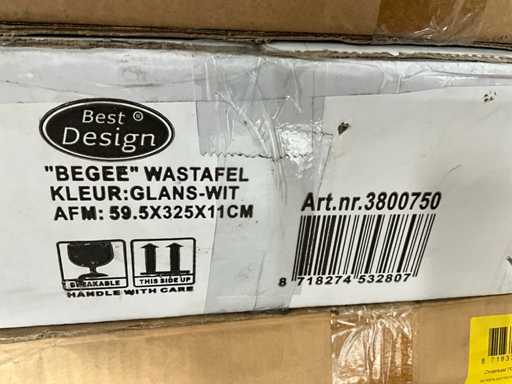 Best ®
Design
"BEGEE" WASTAFEL
KLEUR:GLANS-WIT
AFM: 59.5X325X11CM
BREAKABLE
THIS SIDE UP
HANDLE WITH CARE
Art.nr.3800750
8 718274 532807